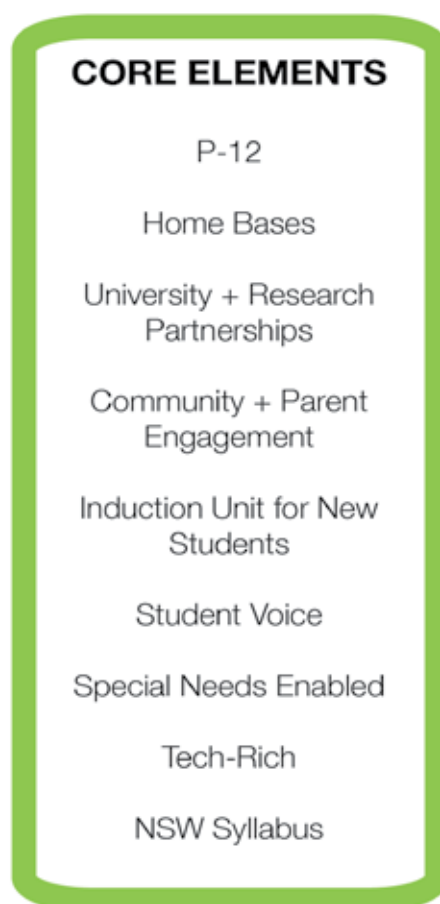 CORE ELEMENTS
P-12
Home Bases
University + Research
Partnerships
Community + Parent
Engagement
Induction Unit for New
Students
Student Voice
Special Needs Enabled
Tech-Rich
NSW Syllabus